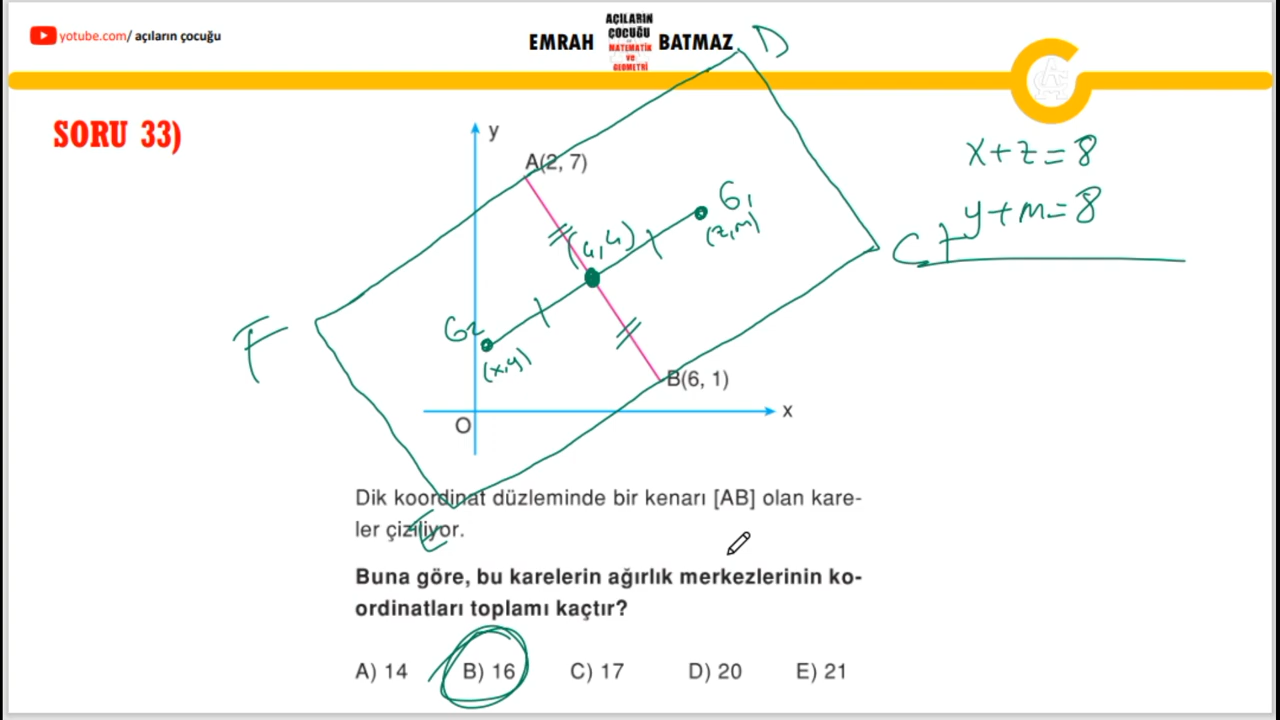 yotube.com/ açıların çocuğu
EMRAH
AÇILARIN
ÇOCUĞU
MATEMATİK
ve
GEOMETRİ
BATMAZ
SORU 33)
D
y
A(2, 7)
x+z=8
G₁
(z,m)
y+m=8
(4,4)
C +
F
G₂
(x,y)
B(6, 1)
x
O
E
Dik koordinat düzleminde bir kenarı [AB] olan kare-
ler çiziliyor.
Buna göre, bu karelerin ağırlık merkezlerinin ko-
ordinatları toplamı kaçtır?
A) 14 B) 16 C) 17 D) 20 E) 21